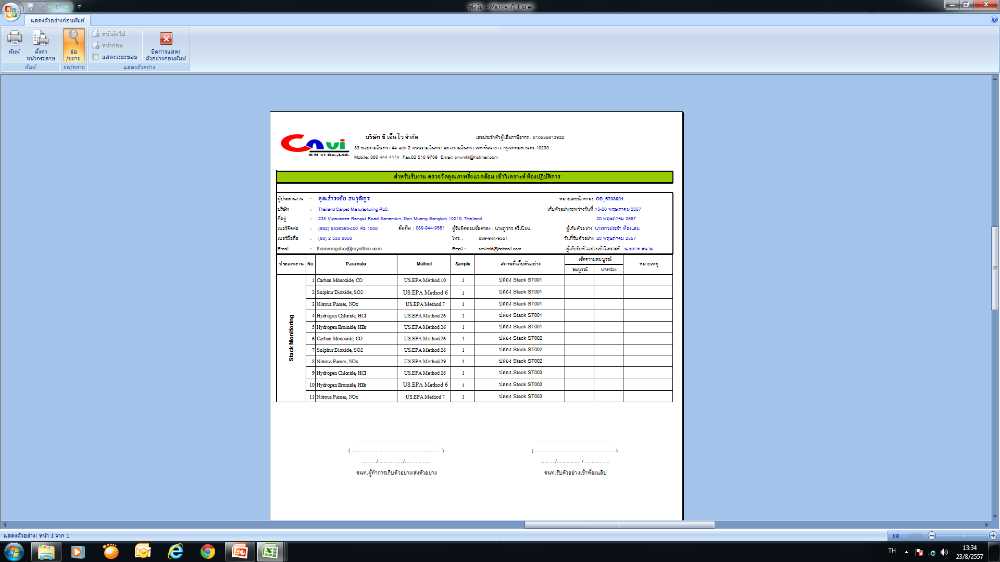 ฟอร์ม - Microsoft Excel
แสดงตัวอย่างก่อนพิมพ์
พิมพ์
ตั้งค่า
หน้ากระดาษ
ย่อ
/ขยาย
หน้าถัดไป
หน้าก่อน
แสดงระยะขอบ
ปิดการแสดง
ตัวอย่างก่อนพิมพ์
พิมพ์ ย่อ/ขยาย แสดงตัวอย่าง
Cnvi
C N vi Co.,Ltd.
บริษัท ซี เอ็น ไว จำกัด เลขประจำตัวผู้เสียภาษีอากร : 010555613932
33 ซอยรามอินทรา 44 แยก 2 ถนนรามอินทรา แขวงรามอินทรา เขตคันนายาว กรุงเทพมหานคร 10230
Mobile: 080 444 4114 Fax.02 510 9789 Email: cnvimkt@hotmail.com
สำหรับรับงาน ตรวจวัดคุณภาพสิ่งแวดล้อม เข้าวิเคราะห์ห้องปฏิบัติการ
ผู้ประสานงาน : คุณธำรงชัย ธนวุฒิกูร หมายเลขข้อตกลง OD_5703001
บริษัท : Thailand Carpet Manufacturing PLC. เก็บตัวอย่างระหว่างวันที่ 15-20 พฤษภาคม 2557
ที่อยู่ : 236 Vipavadee Rangsit Road Sanambin, Don Muang Bangkok 10210, Thailand 20 พฤษภาคม 2557
เบอร์ติดต่อ : (662) 5336393-400 ต่อ 1000 มือถือ : 089-944-9551 ผู้รับผิดชอบข้อตกลง : นายภูวกร ศรีเนียน ผู้เก็บตัวอย่าง นางสาวประจำ ห้องแลบ
เบอร์มือถือ : (66) 2 533 6850 โทร. : 089-944-9551 วันที่รับตัวอย่าง 20 พฤษภาคม 2557
Email : thamrongchai@royalthai.com Email : cnvimkt@hotmail.com ผู้เก็บรับตัวอย่างเข้าวิเคราะห์ นายภาค สนาม
ประเภทงาน No. Parameter Method Sample สถานที่เก็บตัวอย่าง เช็คความสมบูรณ์ หมายเหตุ
สมบูรณ์ บกพร่อง
Stack Monitoring
1 Carbon Monoxide, CO US.EPA Method 10 1 ปล่อง Stack ST001
2 Sulphur Dioxide, SO2 US.EPA Method 6 1 ปล่อง Stack ST001
3 Nitrous Fumes, NOx US.EPA Method 7 1 ปล่อง Stack ST001
4 Hydrogen Chloride, HCl US.EPA Method 26 1 ปล่อง Stack ST001
5 Hydrogen Bromide, HBr US.EPA Method 26 1 ปล่อง Stack ST001
6 Carbon Monoxide, CO US.EPA Method 26 1 ปล่อง Stack ST002
7 Sulphur Dioxide, SO2 US.EPA Method 26 1 ปล่อง Stack ST002
8 Nitrous Fumes, NOx US.EPA Method 29 1 ปล่อง Stack ST002
9 Hydrogen Chloride, HCl US.EPA Method 26 1 ปล่อง Stack ST003
10 Hydrogen Bromide, HBr US.EPA Method 6 1 ปล่อง Stack ST003
11 Nitrous Fumes, NOx US.EPA Method 7 1 ปล่อง Stack ST003
จนท.ผู้ทำการเก็บตัวอย่าง/ส่งตัวอย่าง จนท.รับตัวอย่างเข้าห้องแล็บ
แสดงตัวอย่าง: หน้า 1 จาก 1 ย่อ 100%
TH 13:34
23/8/2557